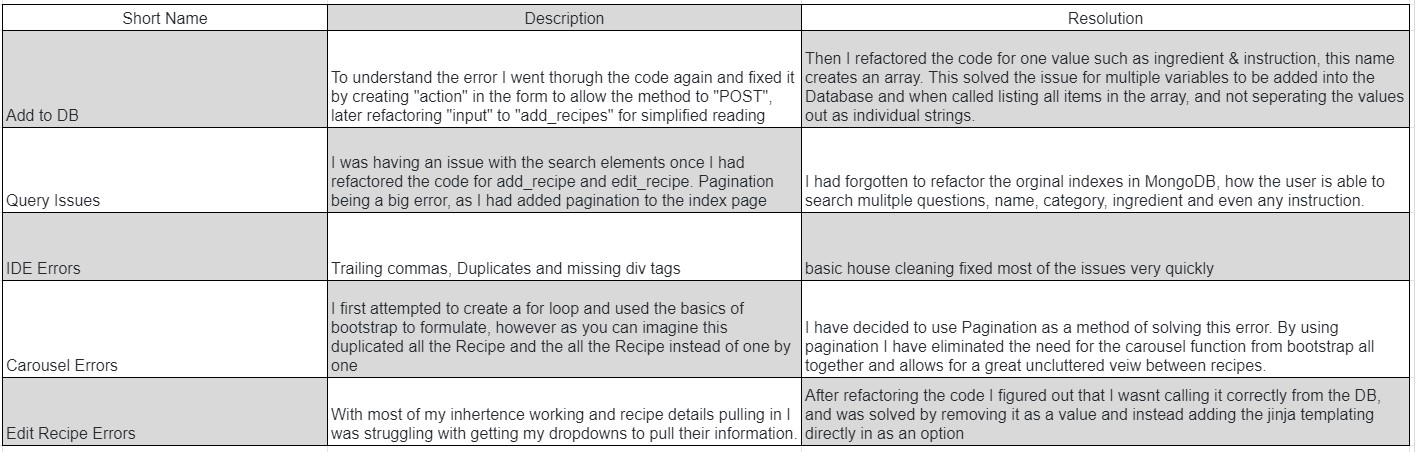 Short Name
Description
Resolution
Add to DB
To understand the error I went thorugh the code again and fixed it
by creating "action" in the form to allow the method to "POST",
later refactoring "input" to "add_recipes" for simplified reading
Then I refactored the code for one value such as ingredient & instruction, this name
creates an array. This solved the issue for multiple variables to be added into the
Database and when called listing all items in the array, and not seperating the values
out as individual strings.
Query Issues
I was having an issue with the search elements once I had
refactored the code for add_recipe and edit_recipe. Pagination
being a big error, as I had added pagination to the index page
I had forgotten to refactor the orginal indexes in MongoDB, how the user is able to
search mulitple questions, name, category, ingredient and even any instruction.
IDE Errors
Trailing commas, Duplicates and missing div tags
basic house cleaning fixed most of the issues very quickly
Carousel Errors
I first attempted to create a for loop and used the basics of
bootstrap to formulate, however as you can imagine this
duplicated all the Recipe and the all the Recipe instead of one by
one
I have decided to use Pagination as a method of solving this error. By using
pagination I have eliminated the need for the carousel function from bootstrap all
together and allows for a great uncluttered veiw between recipes.
Edit Recipe Errors
With most of my inhertence working and recipe details pulling in I
was struggling with getting my dropdowns to pull their information.
After refactoring the code I figured out that I wasnt calling it correctly from the DB,
and was solved by removing it as a value and instead adding the jinja templating
directly in as an option